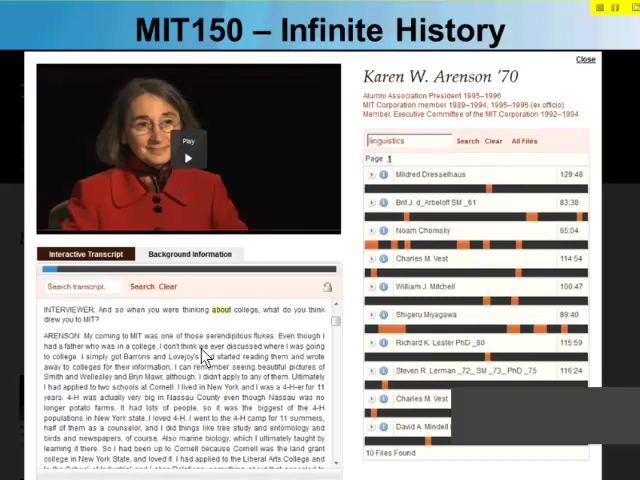 MIT150 – Infinite History
Close
Karen W. Arenson '70
Alumni Association President 1995–1996
MIT Corporation member 1989–1994, 1995–1996 (ex officio)
Member, Executive Committee of the MIT Corporation 1992–1994
Play
linguistics Search Clear All Files
Page 1
Mildred Dresselhaus 129:48
Brit J. d_Arbeloff SM _61 83:38
Noam Chomsky 65:04
Charles M. Vest 114:54
William J. Mitchell 100:47
Shigeru Miyagawa 89:40
Richard K. Lester PhD _80 115:59
Steven R. Lerman _72_SM _73_ PhD _75 116:24
Charles M. Vest
David A. Mindell
10 Files Found
Interactive Transcript Background Information
Search transcript... Search Clear
INTERVIEWER: And so when you were thinking about college, what do you think
drew you to MIT?
ARENSON: My coming to MIT was one of those serendipitous flukes. Even though I
had a father who was in a college, I don't think we ever discussed where I was going
to college. I simply got Barrons and Lovejoy's and started reading them and wrote
away to colleges for their information, I can remember seeing beautiful pictures of
Smith and Wellesley and Bryn Mawr, although, I didn't apply to any of them. Ultimately
I had applied to two schools at Cornell. I lived in New York and I was a 4-H-er for 11
years. 4-H was actually very big in Nassau County even though Nassau was no
longer potato farms. It had lots of people, so it was the biggest of the 4-H
populations in New York state. I loved 4-H. I went to the 4-H camp for 11 summers,
half of them as a counselor, and I did things like tree study and entomology and
birds and newspapers, of course. Also marine biology, which I ultimately taught by
learning it there. So I had been up to Cornell because Cornell was the land grant
college in New York State, and loved it. I had applied to the Liberal Arts College and